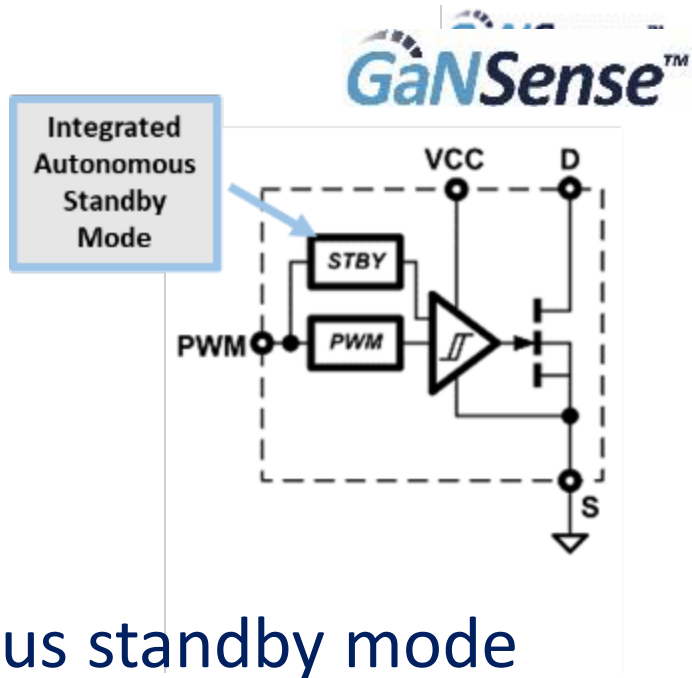 GaNSense™
Integrated
Autonomous
Standby
Mode
VCC D
STBY
PWM PWM
S
us standby mode